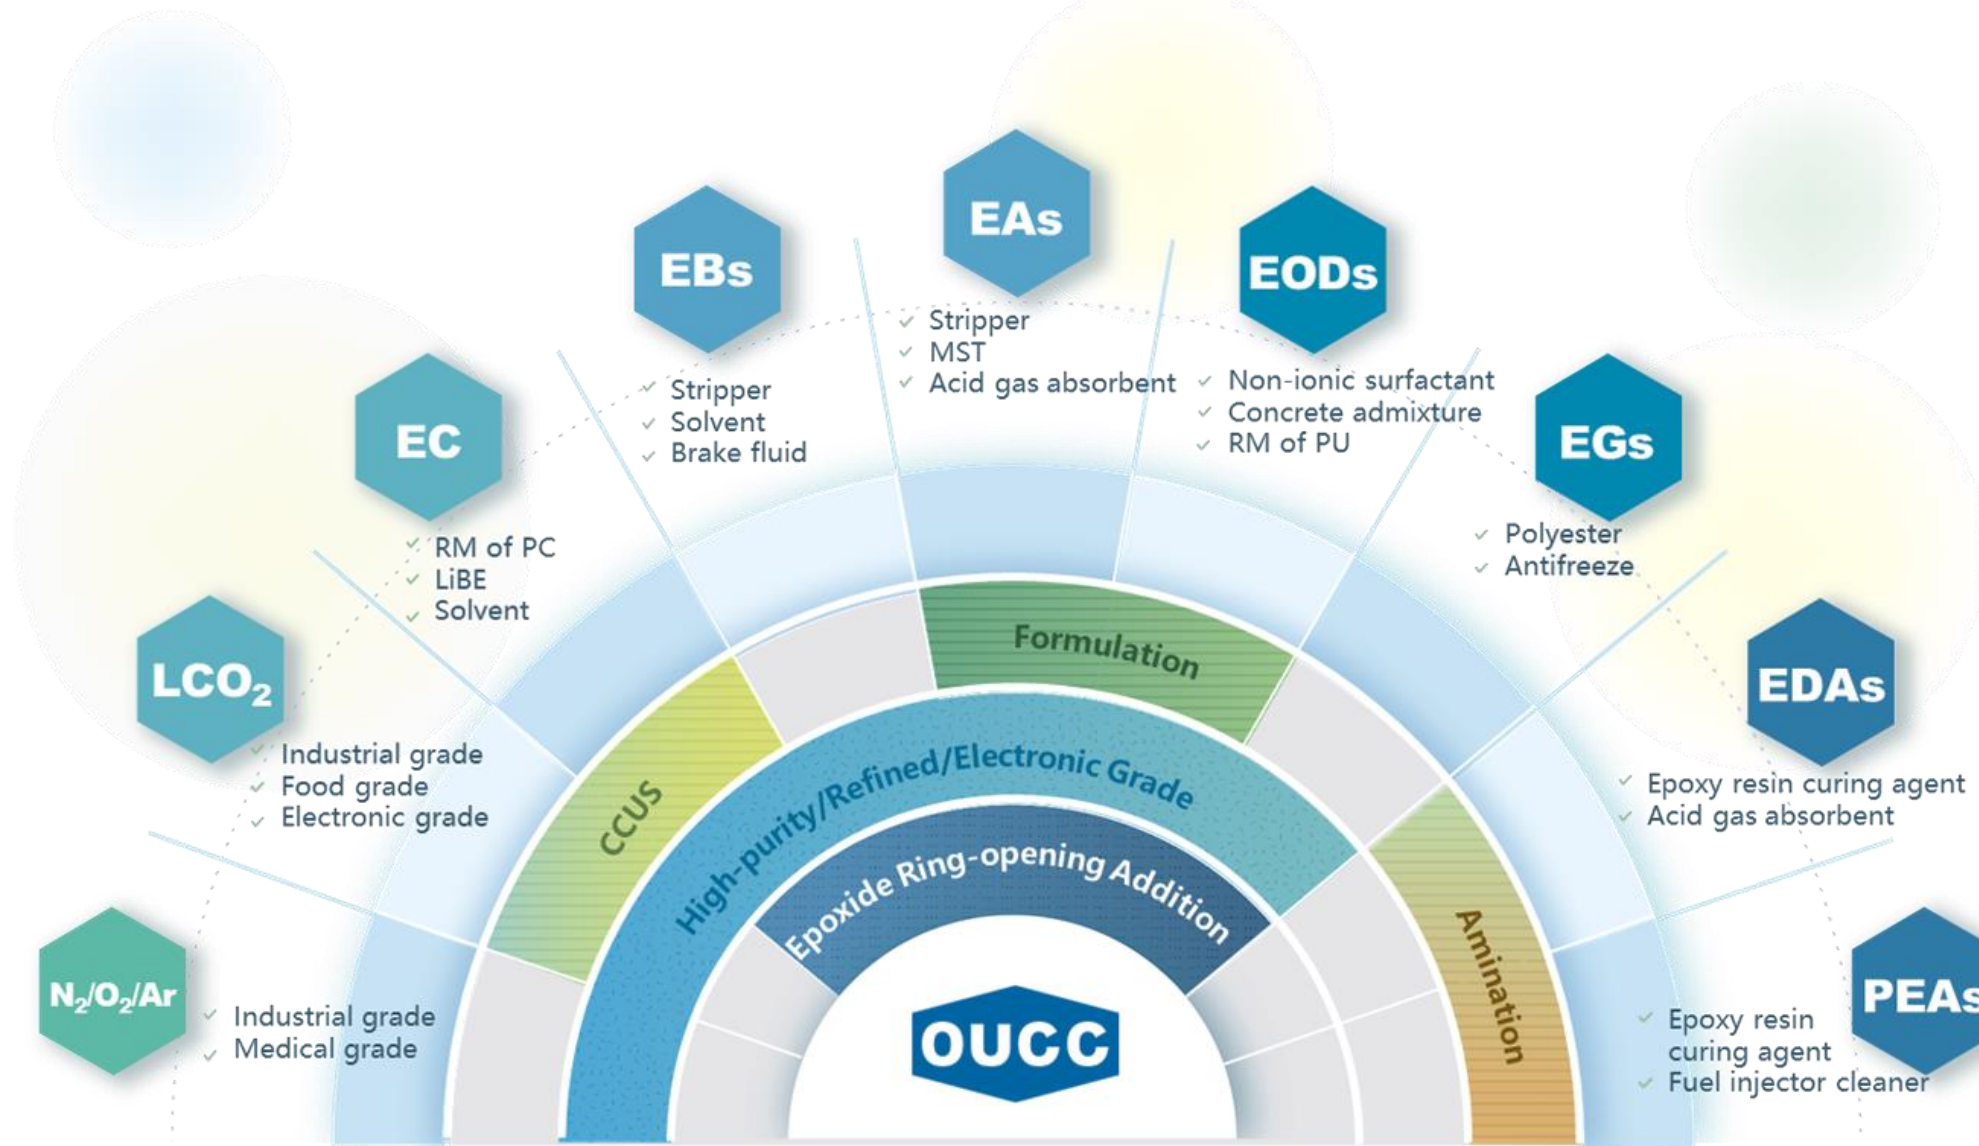 EAs
Stripper
MST
Acid gas absorbent
EBs
Stripper
Solvent
Brake fluid
EODs
Non-ionic surfactant
Concrete admixture
RM of PU
EC
RM of PC
LiBE
Solvent
EGs
Polyester
Antifreeze
LCO₂
Industrial grade
Food grade
Electronic grade
EDAs
Epoxy resin curing agent
Acid gas absorbent
N₂/O₂/Ar
Industrial grade
Medical grade
PEAs
Epoxy resin
curing agent
Fuel injector cleaner
Formulation
CCUS
Amination
High-purity/Refined/Electronic Grade
Epoxide Ring-opening Addition
OUCC